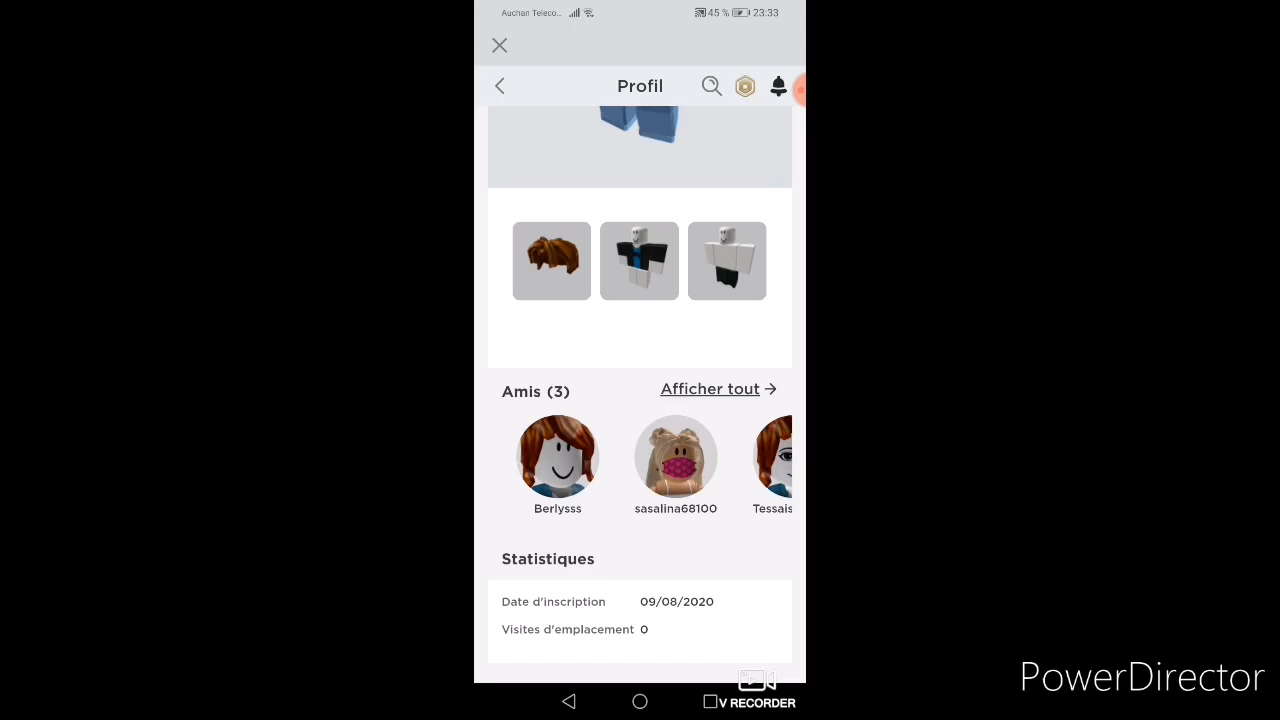 Auchan Teleco.. 45 % 23:33
Profil
Amis (3) Afficher tout →
Berlysss sasalina68100 Tessais
Statistiques
Date d'inscription 09/08/2020
Visites d'emplacement 0
V RECORDER
PowerDirector